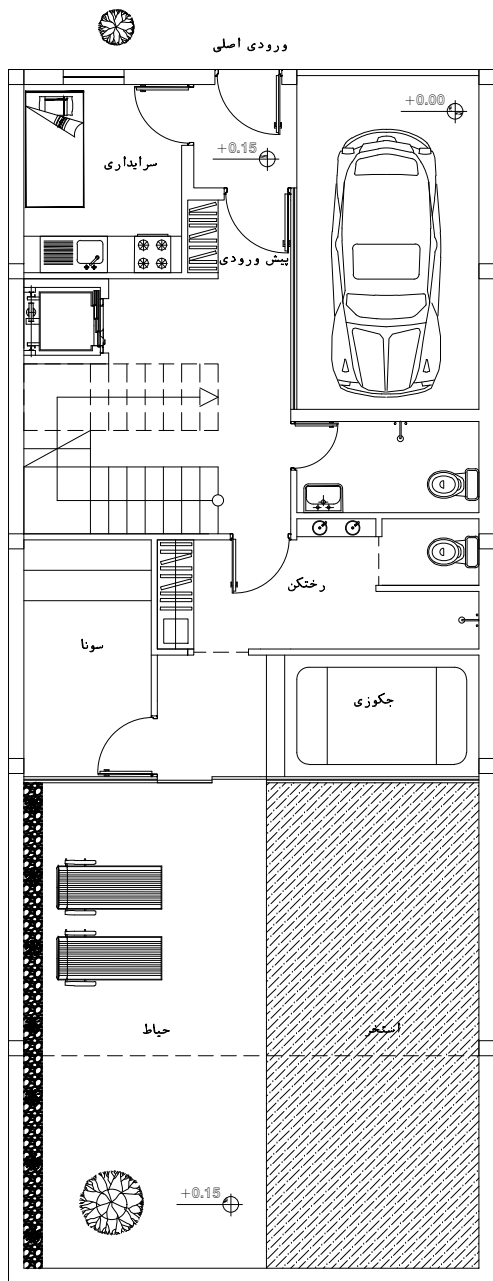 ورودی اصلی
+0.00
+0.15
سرایداری
پیش ورودی
رختکن
سونا
جکوزی
حیاط
استخر
+0.15